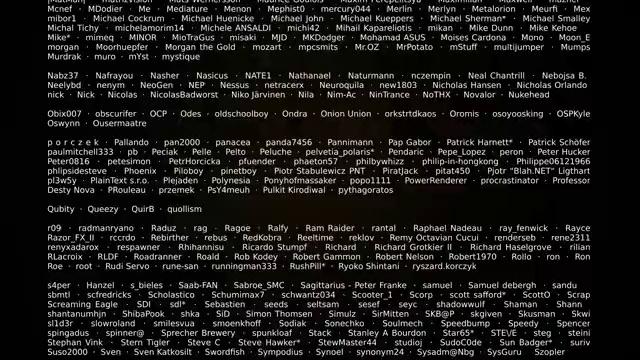 Mcnef · MDodier · Me · Mediature · Menon · Mephist0 · mercury044 · Merlin · Merlyn · Metalorion · Meurfi · Mex
mibor1 · Michael Cockrum · Michael Huenicke · Michael John · Michael Kueppers · Michael Sherman* · Michael Smalley
Michal Tichy · michelamorim14 · Michele ANSALDI · michi42 · Mihail Kapareliotis · mikan · Mike Dunn · Mike Kehoe
Mike* · mimeq · MINOR · MioTraGus · misaki · MJD · MKDodger · Mohamad ASUS · Moises Cardona · Mono · Moon_E
morgan · Moorhuepfer · Morgan the Gold · mozart · mpcsmits · Mr.OZ · MrPotato · mStuff · multijumper · Mumps
Murdrak · muro · mYst · mystique
Nabz37 · Nafrayou · Nasher · Nasicus · NATE1 · Nathanael · Naturmann · nczempin · Neal Chantrill · Nebojsa B.
Neelybd · nenym · NeoGen · NEP · Nessus · netracerx · Neuroquila · new1803 · Nicholas Hansen · Nicholas Orlando
nick · Nick · Nicolas · NicolasBadworst · Niko Järvinen · Nila · Nim-Ac · NinTrance · NoTHX · Novalor · Nukehead
Obix007 · obscurifer · OCP · Odes · oldschoolboy · Ondra · Onion Union · orkstrtdkaos · Oromis · osoyoosking · OSPKyle
Oswynn · Ousermaatre
p o r c z e k · Pallando · pan2000 · panacea · panda7456 · Pannimann · Pap Gabor · Patrick Harnett* · Patrick Schöfer
paulmitchell333 · pb · Peciak · Pelle · Pelto · Peluche · pelvetia_polaris* · Pendaric · Pepe_Lopez · peron · Peter Hucker
Peter0816 · petesimon · PetrHorcicka · pfuender · phaeton57 · philbywhizz · philip-in-hongkong · Philippe06121966
phlipsidesteve · Phoenix · Piloboy · pinetboy · Piotr Stabulewicz PNT · PiratJack · pitat450 · Pjotr "Blah.NET" Ligthart
pl3w5y · PlainText s.r.o. · Plejaden · Polynesia · Ponyhofmassaker · popo1111 · PowerRenderer · procrastinator · Professor
Desty Nova · PRouleau · przemek · PsY4meuh · Pulkit Kirodiwal · pythagoratos
Qubity · Queezy · QuirB · quollism
r09 · radmanryano · Raduz · rag · Ragoe · Ralfy · Ram Raider · rantal · Raphael Nadeau · ray_fenwick · Rayce
Razor_FX_II · rccrdo · Rebirther · rebus · RedKobra · Reeltime · reklov · Remy Octavian Cucui · renderseb · rene2311
renyxadarox · respawner · Rhihannisu · Ricardo Stumpf · Richard · Richard Grotkier II · Richard Haselgrove · rilian
RLacroix · RLDF · Roadranner · Roald · Rob Kodey · Robert Gammon · Robert Nelson · Robert1970 · Rollo · ron · Ron
Roe · root · Rudi Servo · rune-san · runningman333 · RushPill* · Ryoko Shintani · ryszard.korczyk
s4per · Hanzel · s_bieles · Saab-FAN · Sabroe_SMC · Sagittarius - Peter Franke · samuel · Samuel debergh · sandu
sbmtl · scfredricks · Scholastico · Schumimax7 · schwantz034 · Scooter_1 · Scorp · scott safford* · ScottO · Scrap
Screaming Eagle · SDI · sdl* · Sebastien · seeds · seltsam · sesef · seyc · shadowwulf · Shaman · Shann
shantanumhjn · ShibaPooch · shka · SiD · Simon Thomsen · Simulz · SirMitten · SKB@P · skgiven · Skusman · Skwi
sl1d3r · slowroland · smilesvua · smoenkhoff · Sodiak · Sonechko · Soulmech · Speedbump · Speedy · Spencer
spingadus · spinner@ · Sprecher Brewery · spunkloaf · Stack · Stanley A Bourdon · Star65* · STEVE · steg · steini
Stephan Vink · Stern Tigler · Steve C · Steve Hawker* · StewMaster44 · studioj · SudoC0de · Sun Badger* · suriv
Suso2000 · Sven · Sven Katkosilt · Swordfish · Sympodius · Synoel · synonym24 · Sysadm@Nbg · SysGuru · Szopler